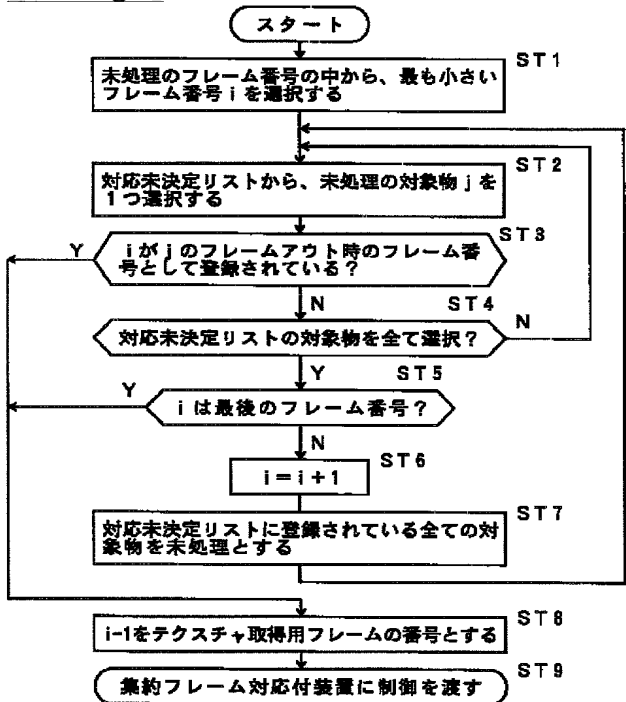 スタート
ST1
未処理のフレーム番号の中から、最も小さい
フレーム番号iを選択する
ST2
対応未決定リストから、未処理の対象物jを
1つ選択する
ST3
Y
iがjのフレームアウト時のフレーム番
号として登録されている?
N
ST4
対応未決定リストの対象物を全て選択?
N
Y
ST5
Y
iは最後のフレーム番号?
N
ST6
i=i+1
ST7
対応未決定リストに登録されている全ての対
象物を未処理とする
ST8
i-1をテクスチャ取得用フレームの番号とする
ST9
集約フレーム対応付装置に制御を渡す